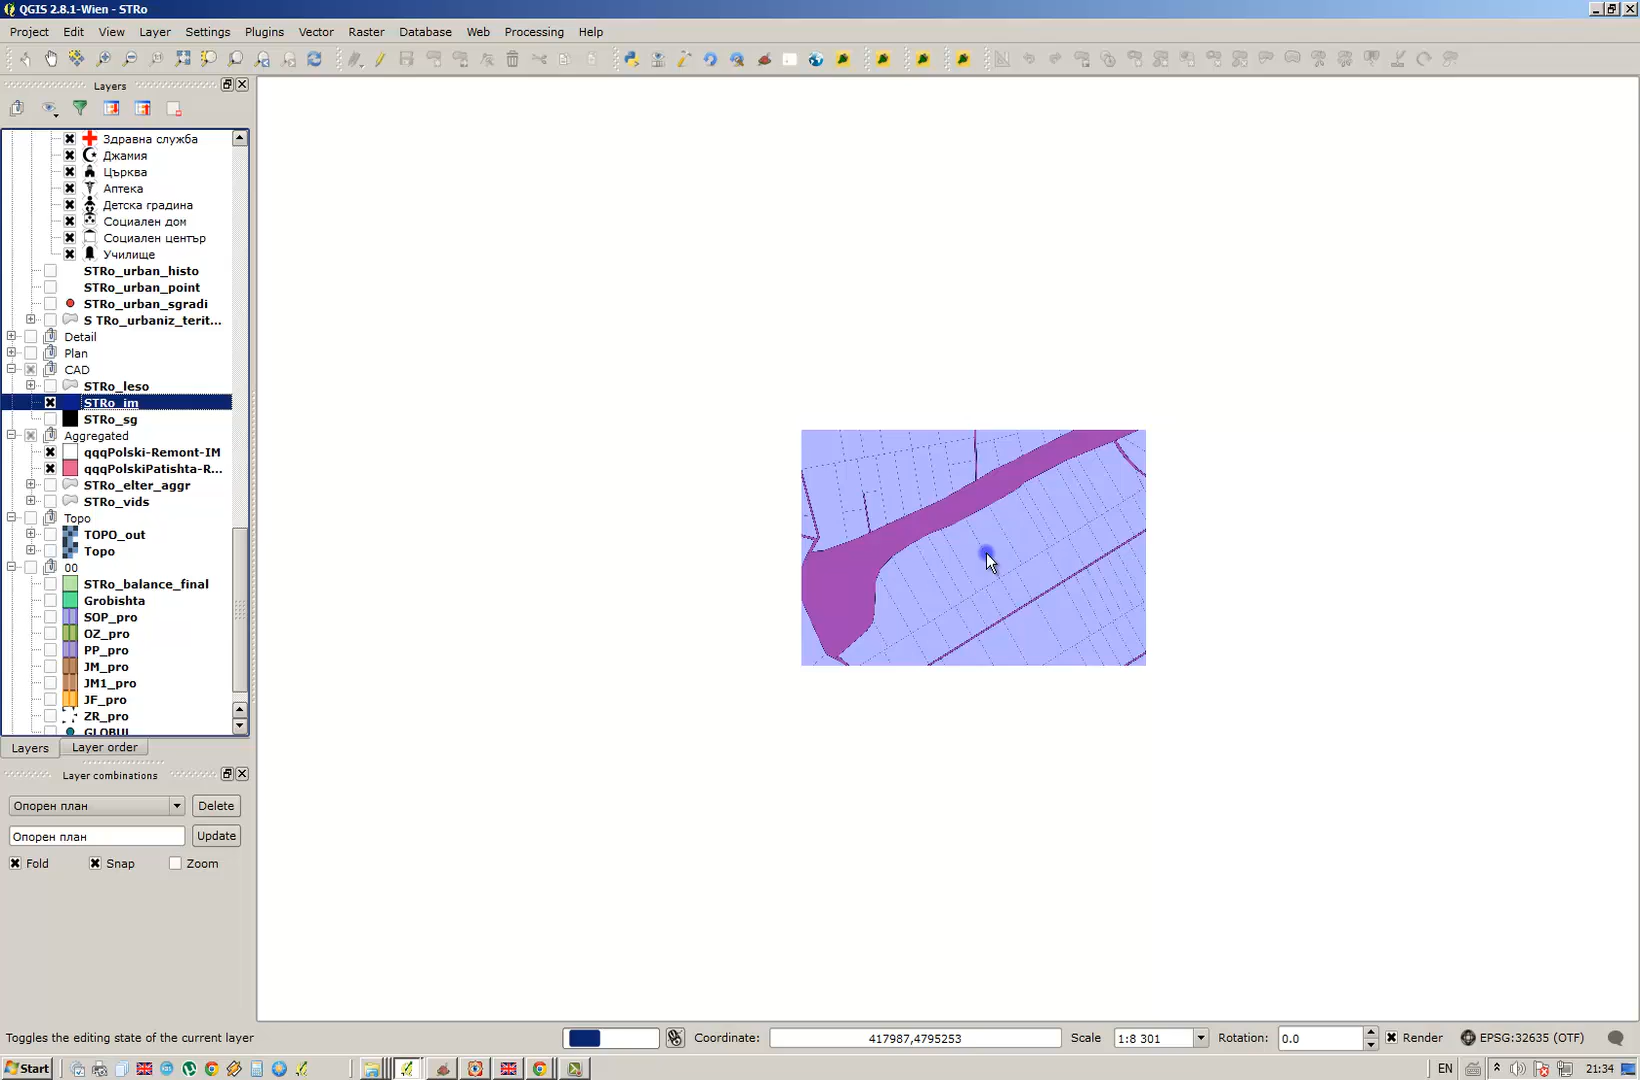 QGIS 2.8.1-Wien - STRo
Project Edit View Layer Settings Plugins Vector Raster Database Web Processing Help
Layers
Здравна служба
Джамия
Църква
Аптека
Детска градина
Социален дом
Социален център
Училище
STRo_urban_histo
STRo_urban_point
STRo_urban_sgradi
S TRo_urbaniz_terit...
Detail
Plan
CAD
STRo_leso
STRo_im
STRo_sg
Aggregated
qqqPolski-Remont-IM
qqqPolskiPatishta-R...
STRo_elter_aggr
STRo_vids
Topo
TOPO_out
Topo
00
STRo_balance_final
Grobishta
SOP_pro
OZ_pro
PP_pro
JM_pro
JM1_pro
JF_pro
ZR_pro
GLOBUL
Layers Layer order
Layer combinations
Опорен план Delete
Опорен план Update
Fold Snap Zoom
Toggles the editing state of the current layer Coordinate: 417987,4795253 Scale 1:8 301 Rotation: 0.0 Render EPSG:32635 (OTF)
Start EN 21:34